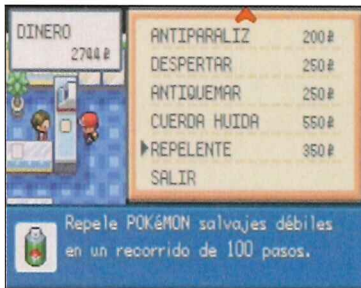 DINERO
2744₽
ANTIPARALIZ 200₽
DESPERTAR 250₽
ANTIQUEMAR 250₽
CUERDA HUIDA 550₽
REPELENTE 350₽
SALIR
Repele POKéMON salvajes débiles
en un recorrido de 100 pasos.